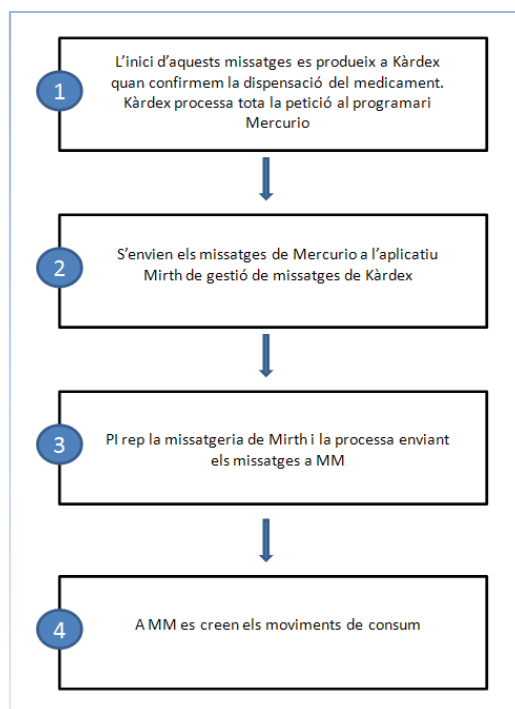 1
L'inici d'aquests missatges es produeix a Kàrdex
quan confirmem la dispensació del medicament.
Kàrdex processa tota la petició al programari
Mercurio
2
S'envien els missatges de Mercurio a l'aplicatiu
Mirth de gestió de missatges de Kàrdex
3
PI rep la missatgeria de Mirth i la processa enviant
els missatges a MM
4
A MM es creen els moviments de consum